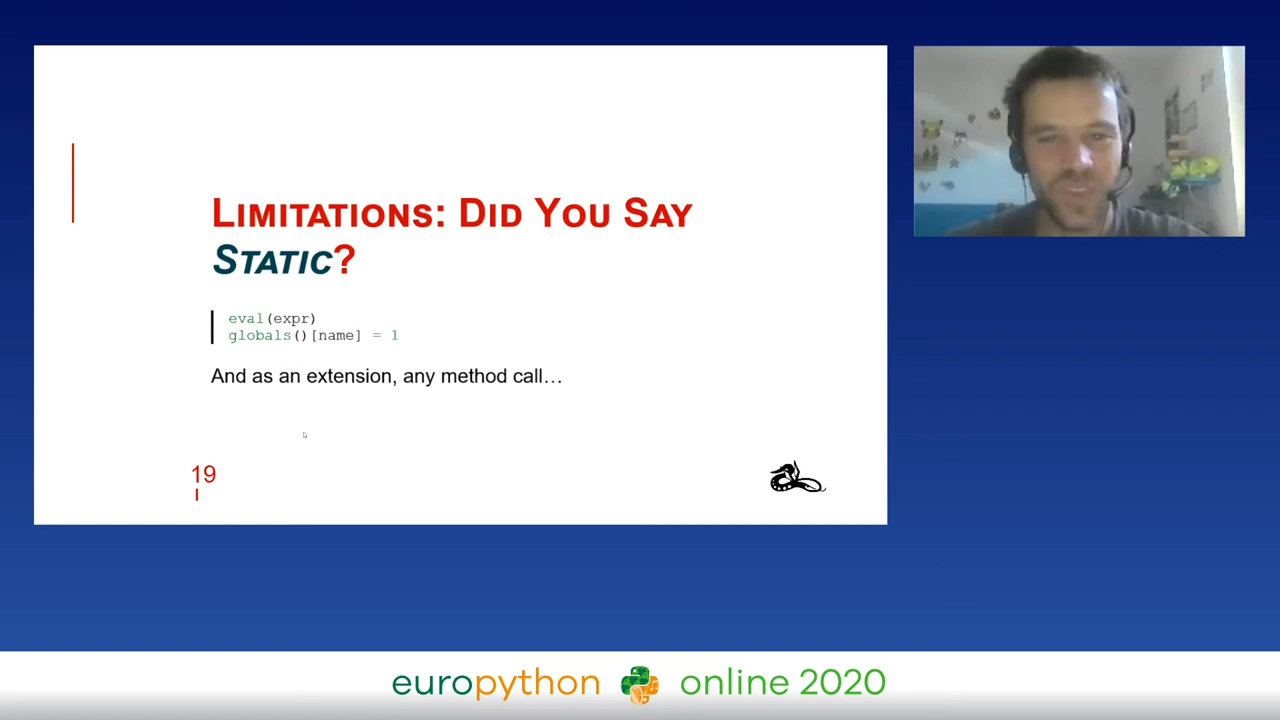 LIMITATIONS: DID YOU SAY
STATIC?
eval(expr)
globals()[name] = 1
And as an extension, any method call…
19
europython online 2020